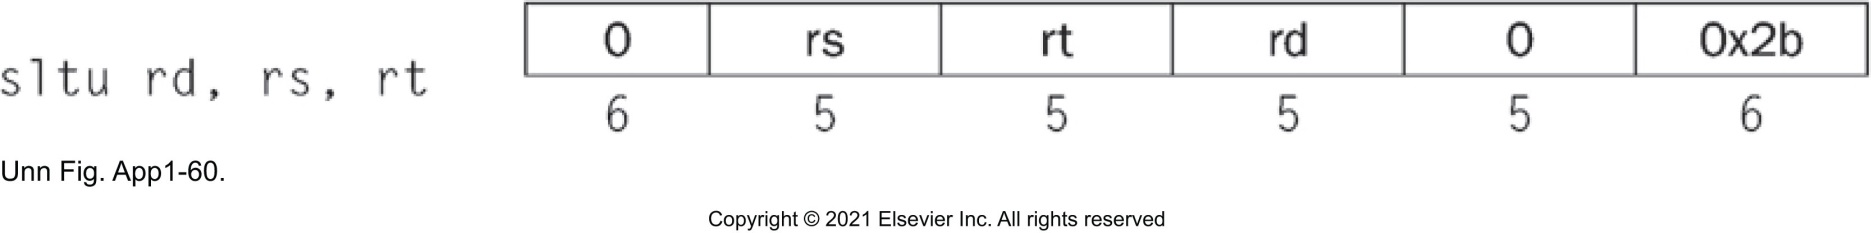 0 rs rt rd 0 0x2b
sltu rd, rs, rt
6 5 5 5 5 6
Unn Fig. App1-60.
Copyright © 2021 Elsevier Inc. All rights reserved